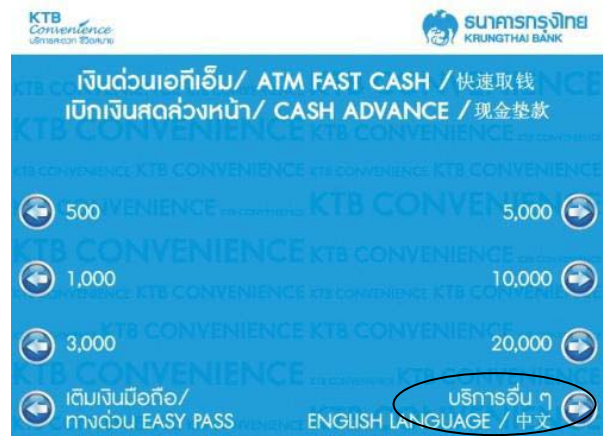 KTB
Convenience
บริการสะดวก ชีวิตสบาย
ธนาคารกรุงไทย
KRUNGTHAI BANK
เงินด่วนเอทีเอ็ม/ ATM FAST CASH /快速取钱
เบิกเงินสดล่วงหน้า/ CASH ADVANCE /现金垫款
500
5,000
1,000
10,000
3,000
20,000
เติมเงินมือถือ/
ทางด่วน EASY PASS
บริการอื่น ๆ
ENGLISH LANGUAGE / 中文